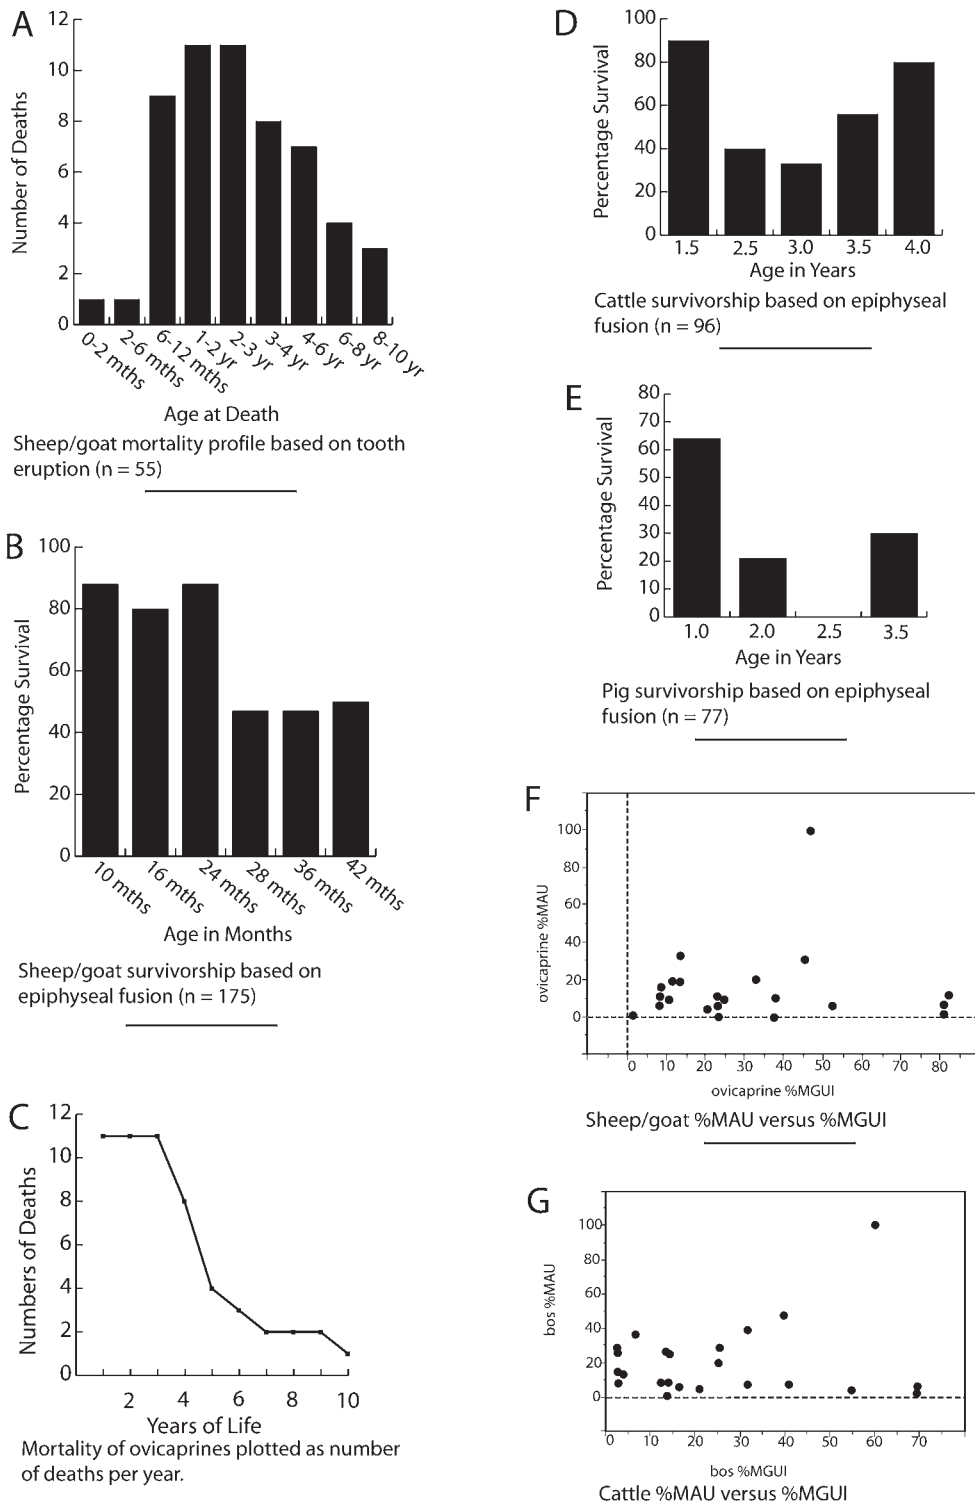 A
12
10
8
6
4
2
0
Number of Deaths
0-2 mths
2-6 mths
6-12 mths
1-2 yr
2-3 yr
3-4 yr
4-6 yr
6-8 yr
8-10 yr
Age at Death
Sheep/goat mortality profile based on tooth
eruption (n = 55)
B
100
80
60
40
20
0
Percentage Survival
10 mths
16 mths
24 mths
28 mths
36 mths
42 mths
Age in Months
Sheep/goat survivorship based on
epiphyseal fusion (n = 175)
C
12
10
8
6
4
2
0
Numbers of Deaths
2
4
6
8
10
Years of Life
Mortality of ovicaprines plotted as number
of deaths per year.
D
100
80
60
40
20
0
Percentage Survival
1.5
2.5
3.0
3.5
4.0
Age in Years
Cattle survivorship based on epiphyseal
fusion (n = 96)
E
80
70
60
50
40
30
20
10
0
Percentage Survival
1.0
2.0
2.5
3.5
Age in Years
Pig survivorship based on epiphyseal
fusion (n = 77)
F
100
80
60
40
20
0
ovicaprine %MAU
0
10
20
30
40
50
60
70
80
ovicaprine %MGUI
Sheep/goat %MAU versus %MGUI
G
100
80
60
40
20
0
bos %MAU
0
10
20
30
40
50
60
70
bos %MGUI
Cattle %MAU versus %MGUI